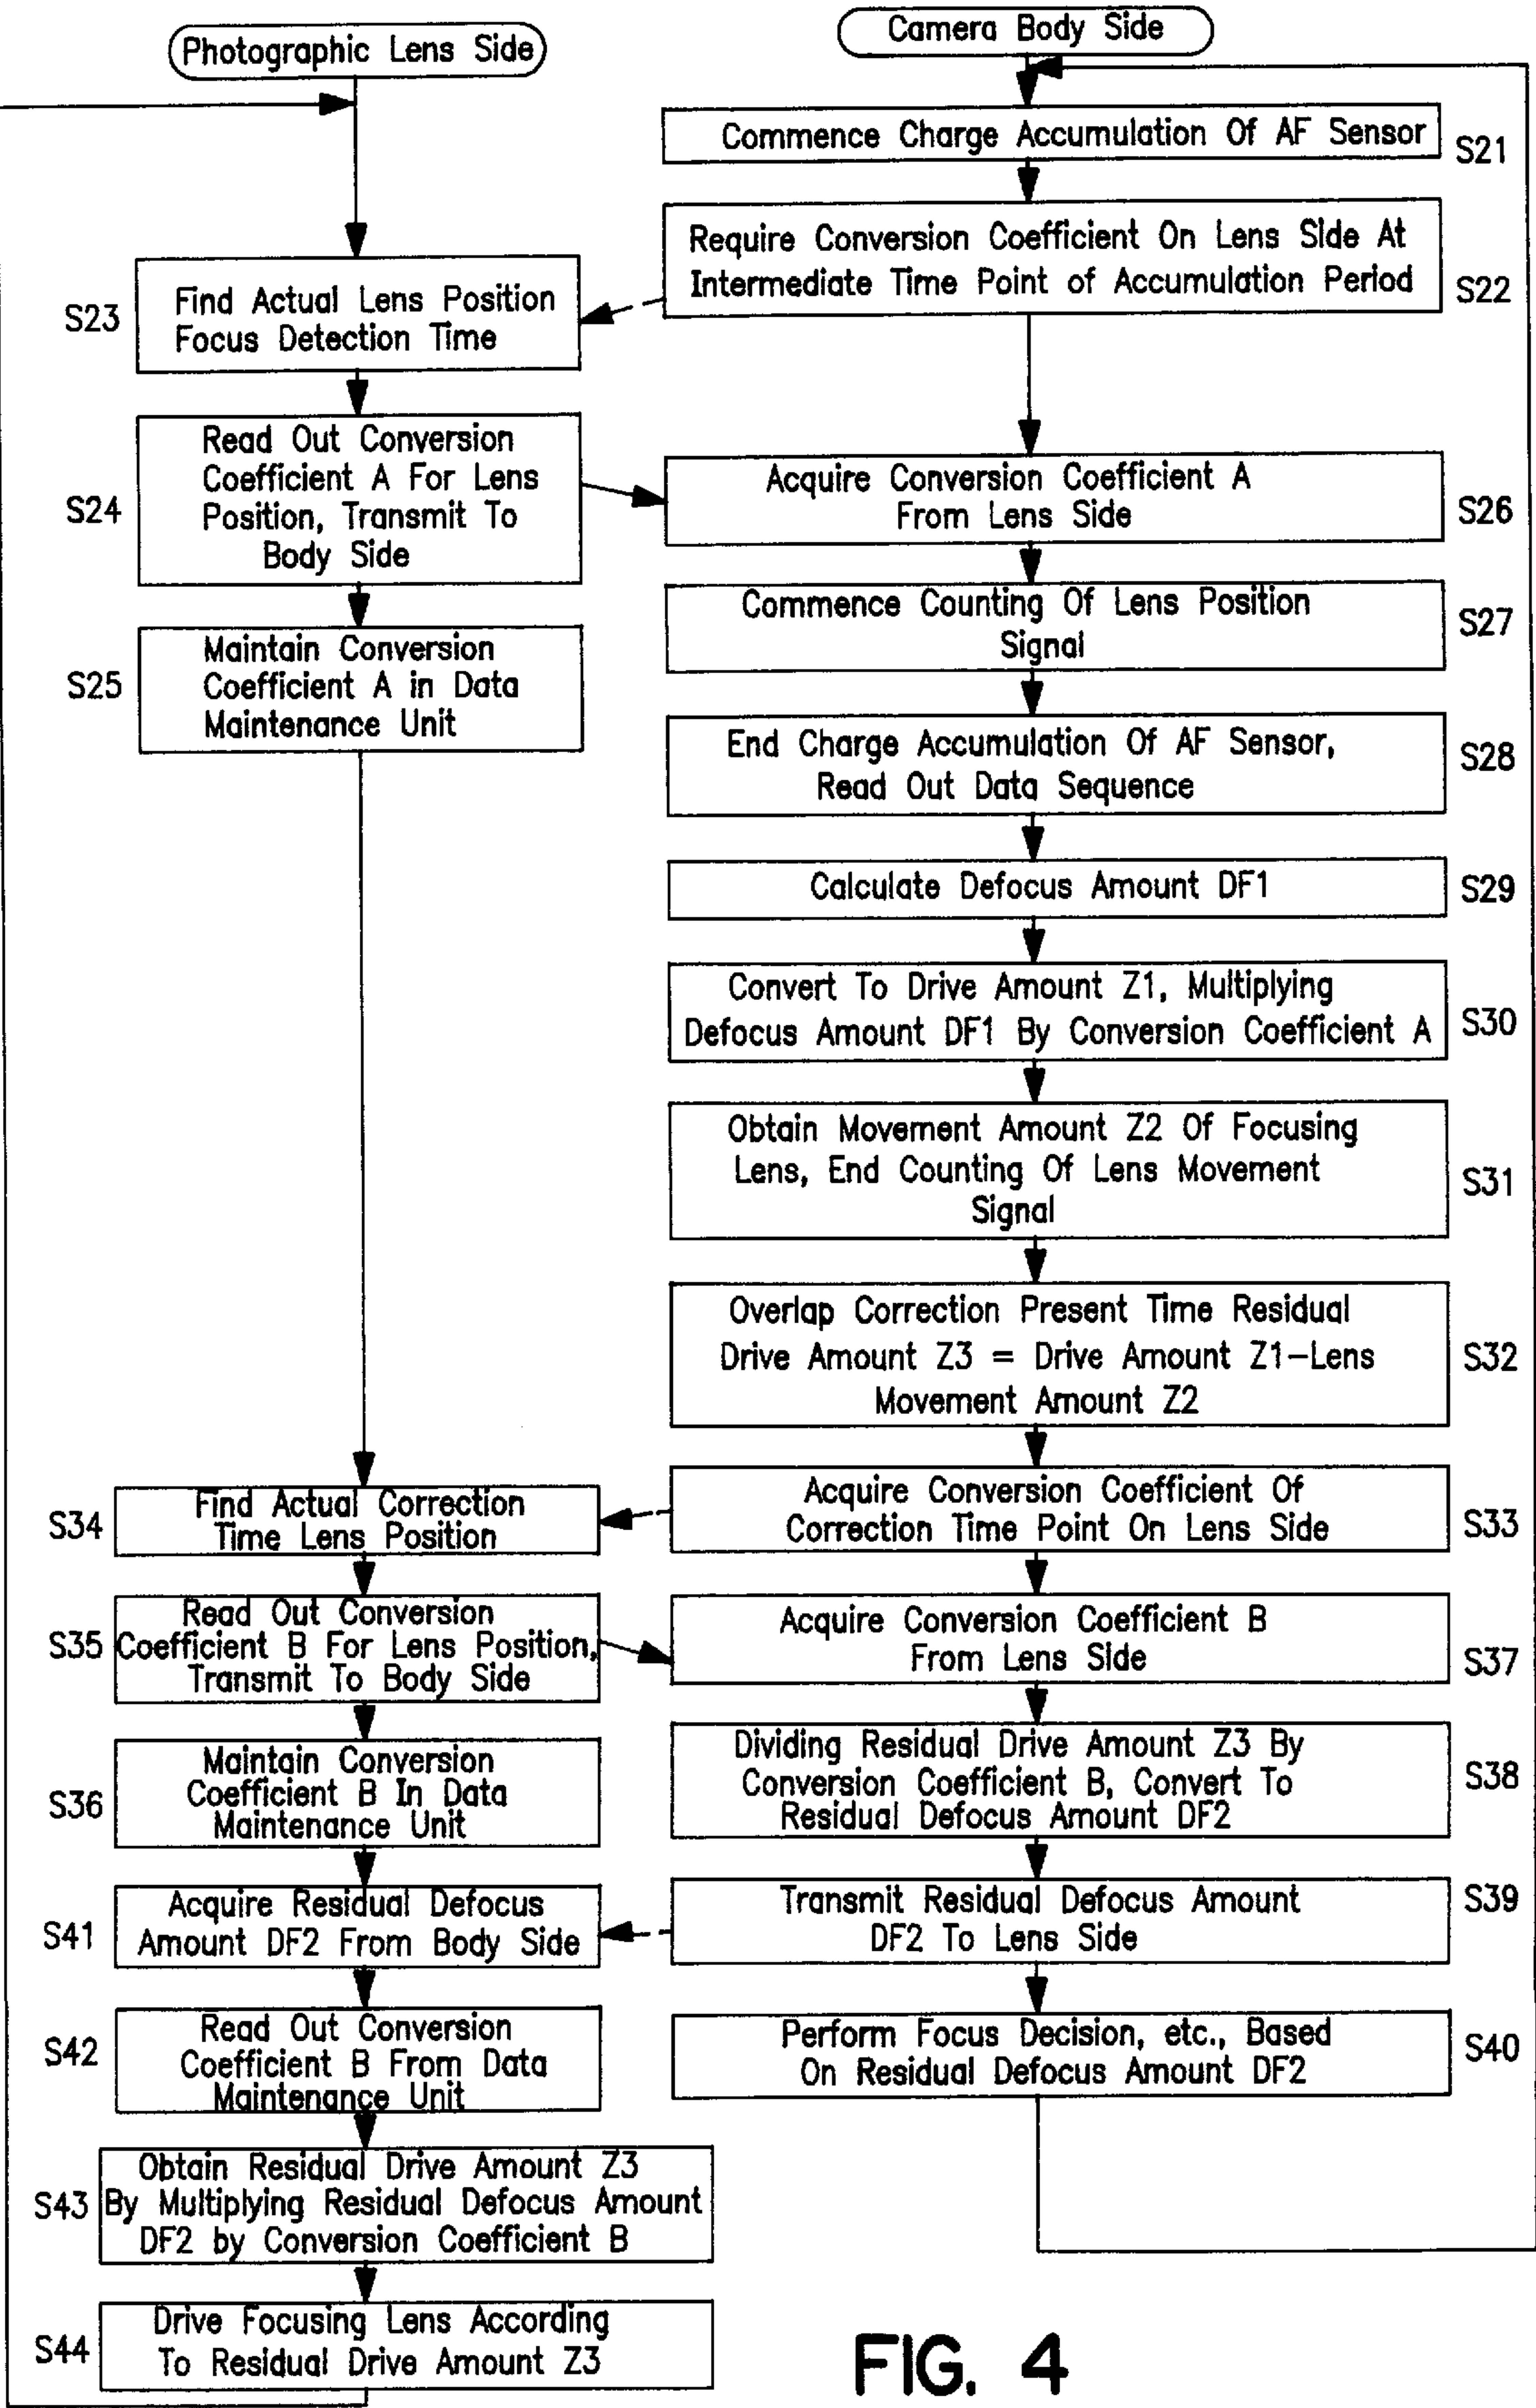 Photographic Lens Side
Camera Body Side
Commence Charge Accumulation Of AF Sensor
S21
Require Conversion Coefficient On Lens Side At
Intermediate Time Point of Accumulation Period
S22
S23
Find Actual Lens Position
Focus Detection Time
S24
Read Out Conversion
Coefficient A For Lens
Position, Transmit To
Body Side
S25
Maintain Conversion
Coefficient A in Data
Maintenance Unit
Acquire Conversion Coefficient A
From Lens Side
S26
Commence Counting Of Lens Position
Signal
S27
End Charge Accumulation Of AF Sensor,
Read Out Data Sequence
S28
Calculate Defocus Amount DF1
S29
Convert To Drive Amount Z1, Multiplying
Defocus Amount DF1 By Conversion Coefficient A
S30
Obtain Movement Amount Z2 Of Focusing
Lens, End Counting Of Lens Movement
Signal
S31
Overlap Correction Present Time Residual
Drive Amount Z3 = Drive Amount Z1-Lens
Movement Amount Z2
S32
Acquire Conversion Coefficient Of
Correction Time Point On Lens Side
S33
S34
Find Actual Correction
Time Lens Position
S35
Read Out Conversion
Coefficient B For Lens Position,
Transmit To Body Side
S36
Maintain Conversion
Coefficient B In Data
Maintenance Unit
Acquire Conversion Coefficient B
From Lens Side
S37
Dividing Residual Drive Amount Z3 By
Conversion Coefficient B, Convert To
Residual Defocus Amount DF2
S38
Transmit Residual Defocus Amount
DF2 To Lens Side
S39
Perform Focus Decision, etc., Based
On Residual Defocus Amount DF2
S40
S41
Acquire Residual Defocus
Amount DF2 From Body Side
S42
Read Out Conversion
Coefficient B From Data
Maintenance Unit
S43
Obtain Residual Drive Amount Z3
By Multiplying Residual Defocus Amount
DF2 by Conversion Coefficient B
S44
Drive Focusing Lens According
To Residual Drive Amount Z3
FIG. 4